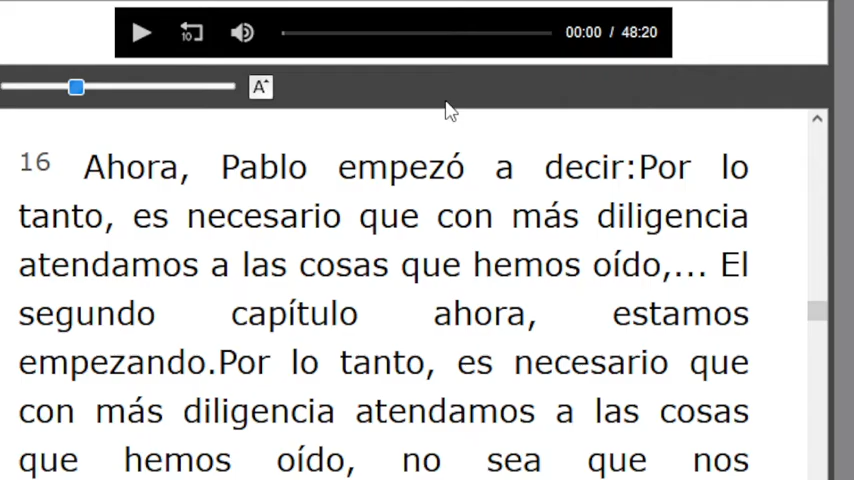 10
00:00 / 48:20
A
16 Ahora, Pablo empezó a decir:Por lo
tanto, es necesario que con más diligencia
atendamos a las cosas que hemos oído,... El
segundo capítulo ahora, estamos
empezando.Por lo tanto, es necesario que
con más diligencia atendamos a las cosas
que hemos oído, no sea que nos